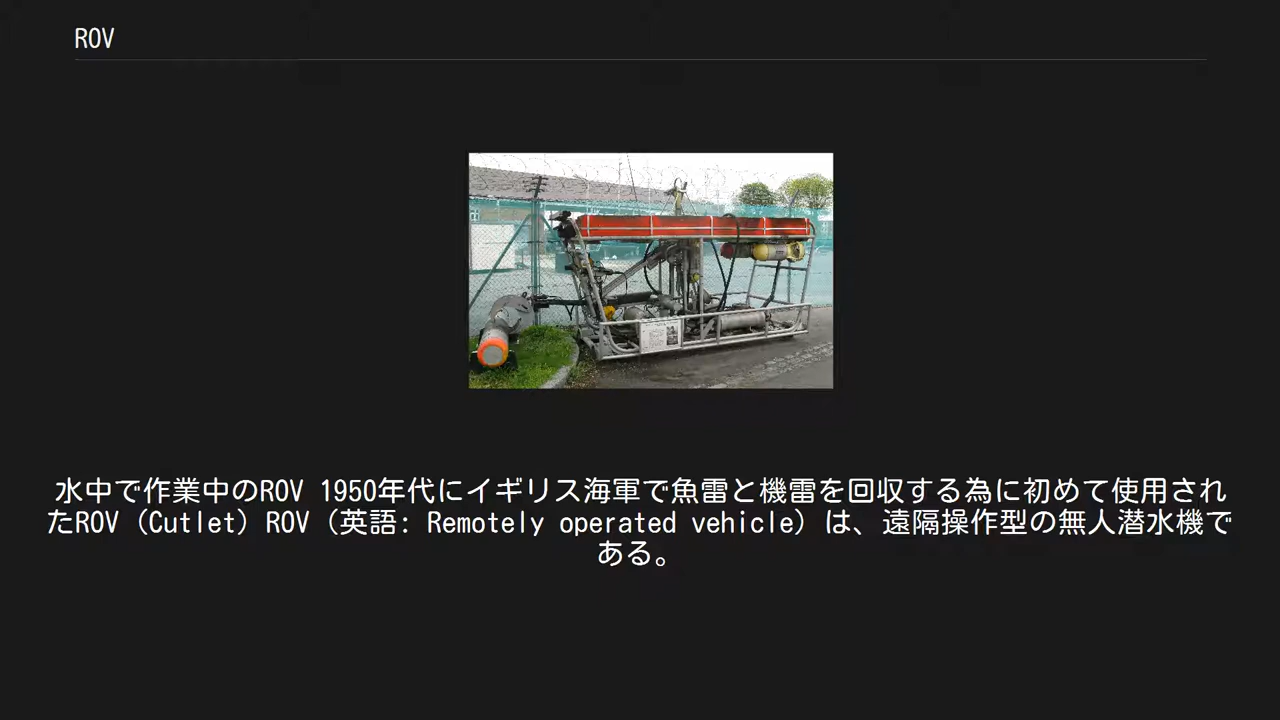 ROV
水中で作業中のROV 1950年代にイギリス海軍で魚雷と機雷を回収する為に初めて使用され
たROV（Cutlet）ROV（英語: Remotely operated vehicle）は、遠隔操作型の無人潜水機で
ある。